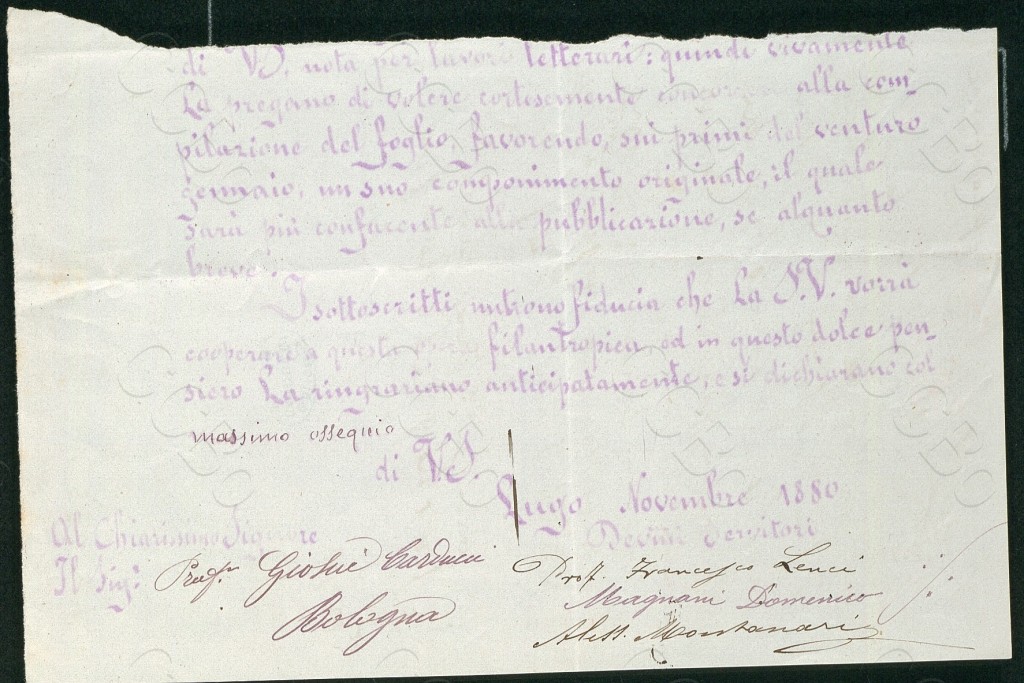 di V.S. nota per lavori letterari: quindi vivamente
La pregano di volere cortesemente concorrere alla com-
pilazione del foglio, favorendo, sui primi del venturo
gennaio, un suo componimento originale, il quale
sarà più confacente alla pubblicazione, se alquanto
breve.
I sottoscritti nutrono fiducia che La S.V. vorrà
cooperare a questa opera filantropica, ed in questo dolce pen-
siero La ringraziano anticipatamente, e si dichiarano col
massimo ossequio
di V.S.
Lugo Novembre 1880
Al Chiarissimo Signore
Devmi servitori
Il Sig.
Prof. Giosuè Carducci
Bologna
Prof. Francesco Lenci
Magnani Domenico
Aless. Montanari